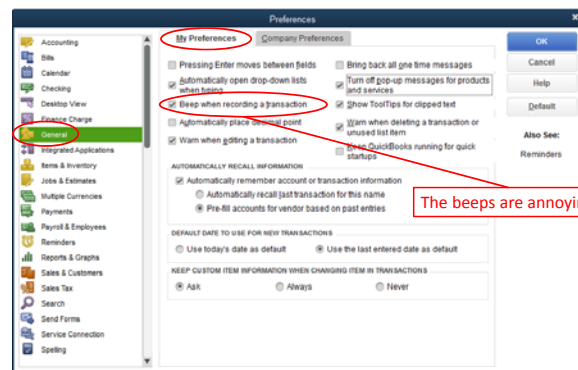 Preferences
Accounting
Bills
Calendar
Checking
Desktop View
Finance Charge
General
Integrated Applications
Items & Inventory
Jobs & Estimates
Multiple Currencies
Payments
Payroll & Employees
Reminders
Reports & Graphs
Sales & Customers
Sales Tax
Search
Send Forms
Service Connection
Spelling
My Preferences
Company Preferences
Pressing Enter moves between fields
Automatically open drop-down lists
when typing
Beep when recording a transaction
Automatically place decimal point
Warn when editing a transaction
Bring back all one time messages
Turn off pop-up messages for products
and services
Show ToolTips for clipped text
Warn when deleting a transaction or
unused list item
Keep QuickBooks running for quick
startups
AUTOMATICALLY RECALL INFORMATION
Automatically remember account or transaction information
Automatically recall last transaction for this name
Pre-fill accounts for vendor based on past entries
The beeps are annoyin
DEFAULT DATE TO USE FOR NEW TRANSACTIONS
Use today's date as default
Use the last entered date as default
KEEP CUSTOM ITEM INFORMATION WHEN CHANGING ITEM IN TRANSACTIONS
Ask
Always
Never
OK
Cancel
Help
Default
Also See:
Reminders